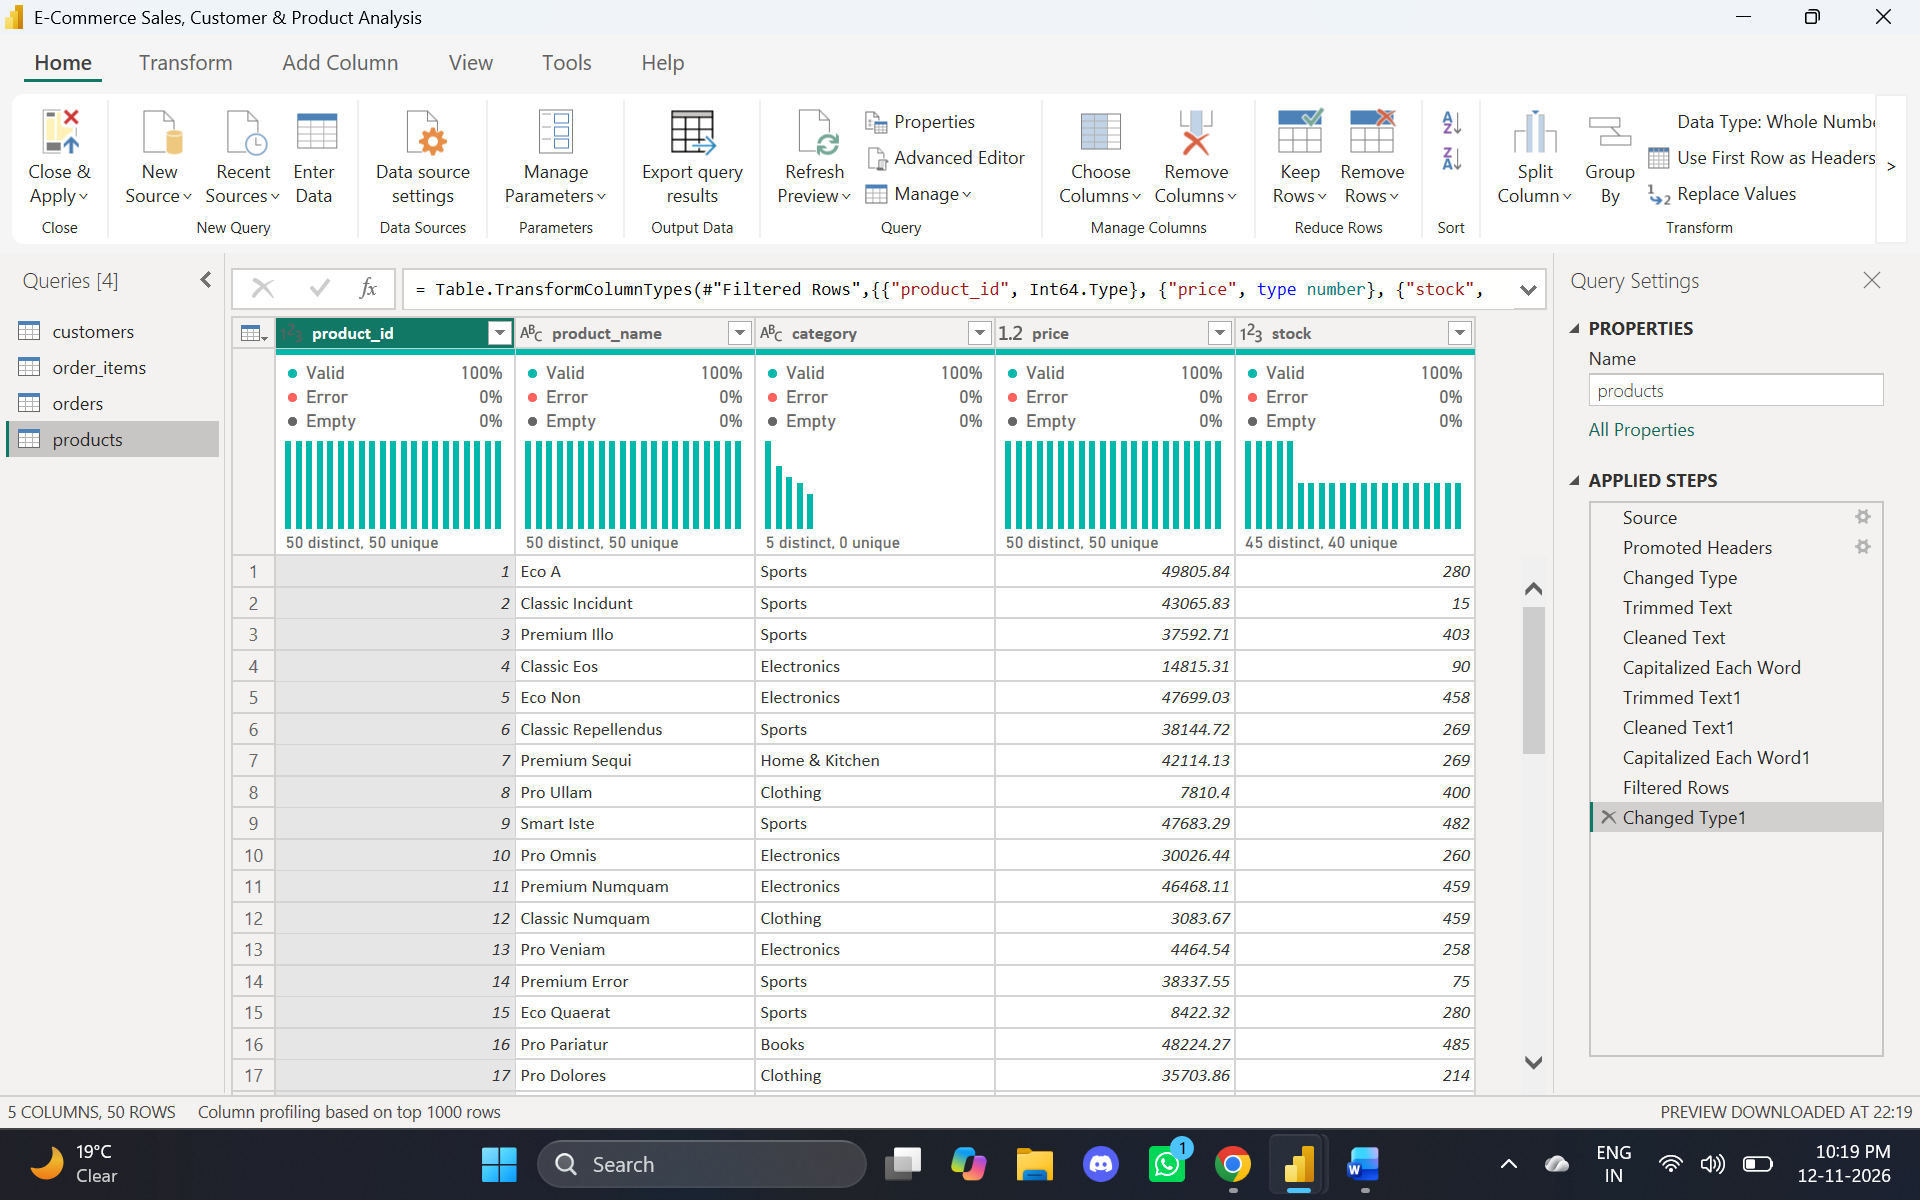 E-Commerce Sales, Customer & Product Analysis
Home Transform Add Column View Tools Help
Close & Apply
Close
New Source
Recent Sources
Enter Data
New Query
Data source settings
Data Sources
Manage Parameters
Parameters
Export query results
Output Data
Refresh Preview
Properties
Advanced Editor
Manage
Query
Choose Columns
Remove Columns
Manage Columns
Keep Rows
Remove Rows
Reduce Rows
Sort
Split Column
Group By
Data Type: Whole Numbe
Use First Row as Headers
Replace Values
Transform
Queries [4]
customers
order_items
orders
products
fx
= Table.TransformColumnTypes(#"Filtered Rows",{{"product_id", Int64.Type}, {"price", type number}, {"stock",
123 product_id ABC product_name ABC category 1.2 price 123 stock
Valid 100% Valid 100% Valid 100% Valid 100% Valid 100%
Error 0% Error 0% Error 0% Error 0% Error 0%
Empty 0% Empty 0% Empty 0% Empty 0% Empty 0%
50 distinct, 50 unique 50 distinct, 50 unique 5 distinct, 0 unique 50 distinct, 50 unique 45 distinct, 40 unique
1 1 Eco A Sports 49805.84 280
2 2 Classic Incidunt Sports 43065.83 15
3 3 Premium Illo Sports 37592.71 403
4 4 Classic Eos Electronics 14815.31 90
5 5 Eco Non Electronics 47699.03 458
6 6 Classic Repellendus Sports 38144.72 269
7 7 Premium Sequi Home & Kitchen 42114.13 269
8 8 Pro Ullam Clothing 7810.4 400
9 9 Smart Iste Sports 47683.29 482
10 10 Pro Omnis Electronics 30026.44 260
11 11 Premium Numquam Electronics 46468.11 459
12 12 Classic Numquam Clothing 3083.67 459
13 13 Pro Veniam Electronics 4464.54 258
14 14 Premium Error Sports 38337.55 75
15 15 Eco Quaerat Sports 8422.32 280
16 16 Pro Pariatur Books 48224.27 485
17 17 Pro Dolores Clothing 35703.86 214
Query Settings
PROPERTIES
Name
products
All Properties
APPLIED STEPS
Source
Promoted Headers
Changed Type
Trimmed Text
Cleaned Text
Capitalized Each Word
Trimmed Text1
Cleaned Text1
Capitalized Each Word1
Filtered Rows
Changed Type1
5 COLUMNS, 50 ROWS Column profiling based on top 1000 rows PREVIEW DOWNLOADED AT 22:19
19°C
Clear
Search
1
ENG
IN
10:19 PM
12-11-2026